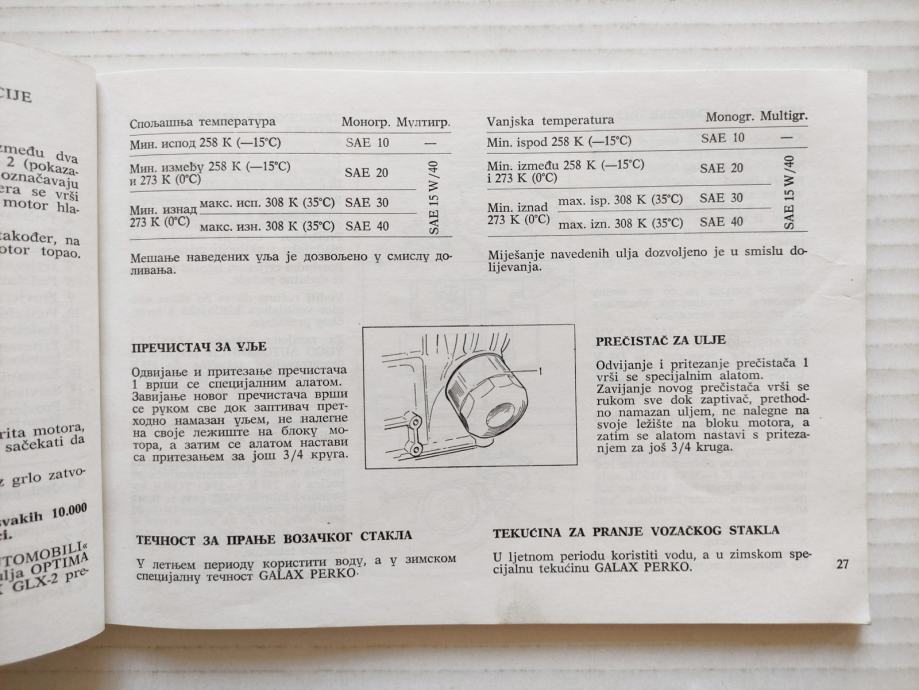 CIJE
između dva
2 (pokaza-
označavaju
era se vrši
motor hla-
također, na
otor topao.
rita motora,
sačekati da
z grlo zatvo-
svakih 10.000
ci.
UTOMOBILI«
ulja OPTIMA
GLX-2 pre-
Спољашња температура Моногр. Мултигр.
Мин. испод 258 K (—15°C) SAE 10 —
Мин. између 258 K (—15°C)
и 273 K (0°C) SAE 20
Мин. изнад
273 K (0°C)
макс. исп. 308 K (35°C) SAE 30
макс. изн. 308 K (35°C) SAE 40
SAE 15 W/40
Мешање наведених уља је дозвољено у смислу до-
ливања.
ПРЕЧИСТАЧ ЗА УЉЕ
Одвијање и притезање пречистача
1 врши се специјалним алатом.
Завијање новог пречистача врши
се руком све док заптивач прет-
ходно намазан уљем, не налегне
на своје лежиште на блоку мо-
тора, а затим се алатом настави
са притезањем за још 3/4 круга.
1
ТЕЧНОСТ ЗА ПРАЊЕ ВОЗАЧКОГ СТАКЛА
У летњем периоду користити воду, а у зимском
специјалну течност GALAX PERKO.
Vanjska temperatura Monogr. Multigr.
Min. ispod 258 K (—15°C) SAE 10 —
Min. između 258 K (—15°C)
i 273 K (0°C) SAE 20
Min. iznad
273 K (0°C)
max. isp. 308 K (35°C) SAE 30
max. izn. 308 K (35°C) SAE 40
SAE 15 W/40
Miješanje navedenih ulja dozvoljeno je u smislu do-
lijevanja.
PREČISTAČ ZA ULJE
Odvijanje i pritezanje prečistača 1
vrši se specijalnim alatom.
Zavijanje novog prečistača vrši se
rukom sve dok zaptivač, prethod-
no namazan uljem, ne nalegne na
svoje ležište na bloku motora, a
zatim se alatom nastavi s priteza-
njem za još 3/4 kruga.
TEKUĆINA ZA PRANJE VOZAČKOG STAKLA
U ljetnom periodu koristiti vodu, a u zimskom spe-
cijalnu tekućinu GALAX PERKO.
27